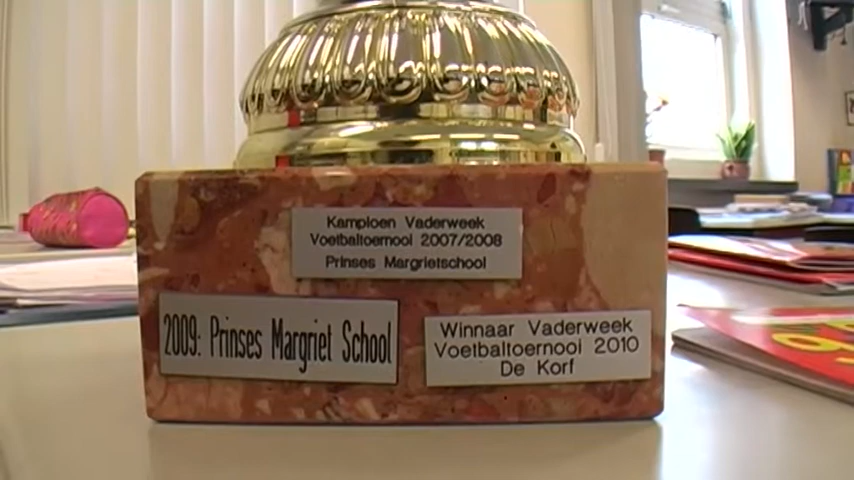 Kampioen Vaderweek
Voetbaltoernooi 2007/2008
Prinses Margrietschool
2009: Prinses Margriet School
Winnaar Vaderweek
Voetbaltoernooi 2010
De Korf